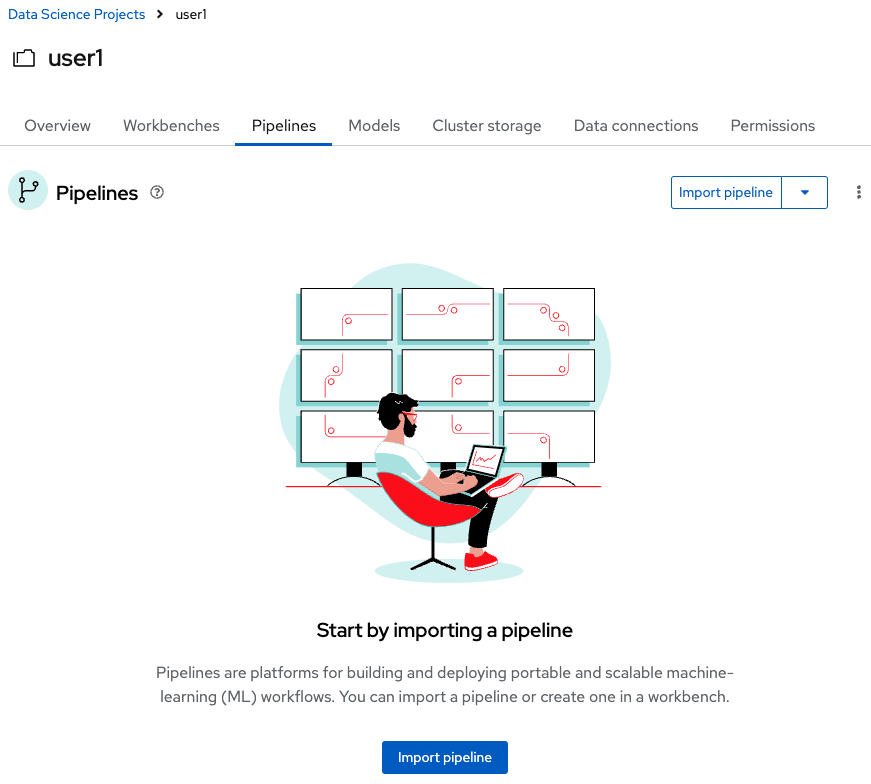 Data Science Projects > user1
user1
Overview Workbenches Pipelines Models Cluster storage Data connections Permissions
Pipelines
Import pipeline
Start by importing a pipeline
Pipelines are platforms for building and deploying portable and scalable machine-
learning (ML) workflows. You can import a pipeline or create one in a workbench.
Import pipeline